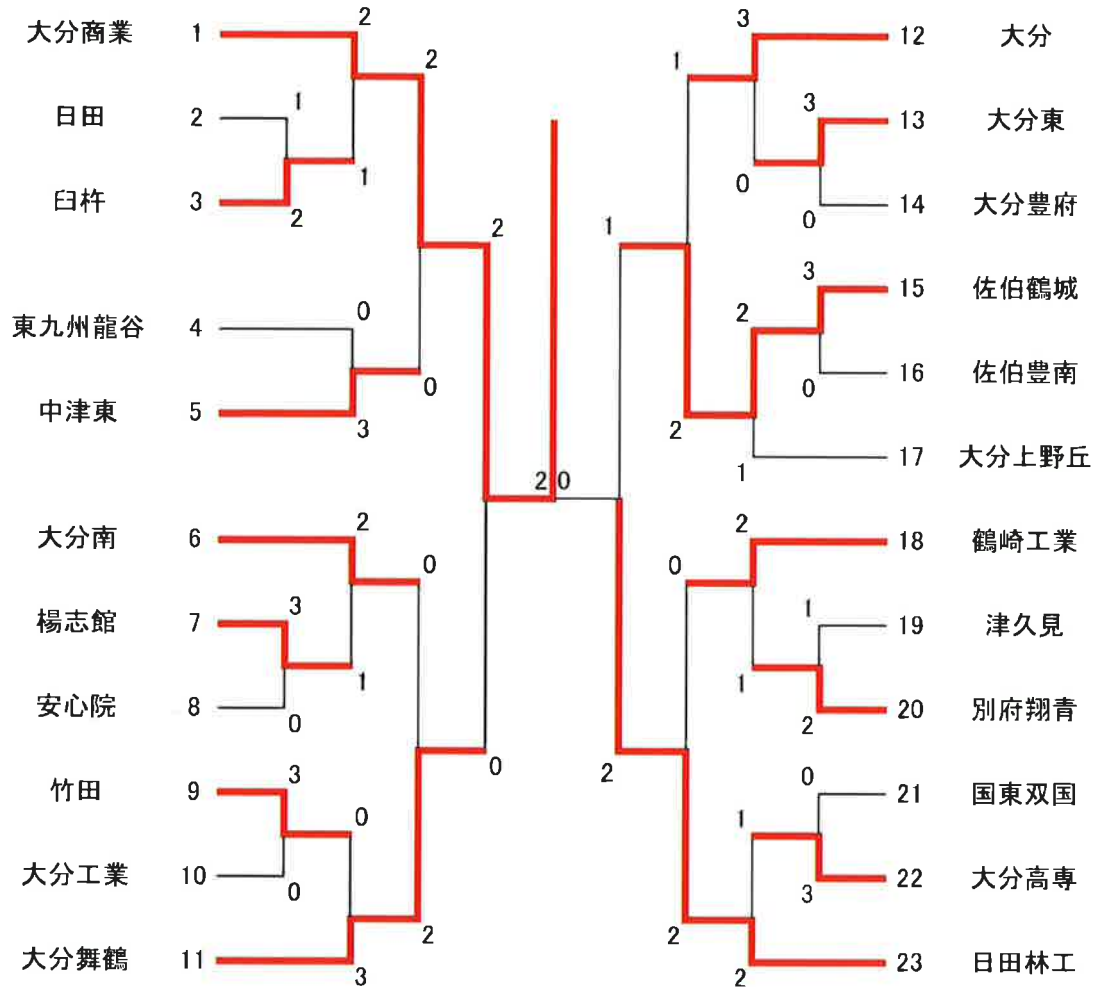 大分商業 1
日田 2
臼杵 3
東九州龍谷 4
中津東 5
大分南 6
楊志館 7
安心院 8
竹田 9
大分工業 10
大分舞鶴 11
2
1
2
1
2
0
3
0
2
2
3
0
1
0
3
0
0
3
2
0
2 0
12 大分
13 大分東
14 大分豊府
15 佐伯鶴城
16 佐伯豊南
17 大分上野丘
18 鶴崎工業
19 津久見
20 別府翔青
21 国東双国
22 大分高専
23 日田林工
3
1
3
0
0
1
3
2
0
2
1
2
0
1
1
2
2
0
1
3
2
2